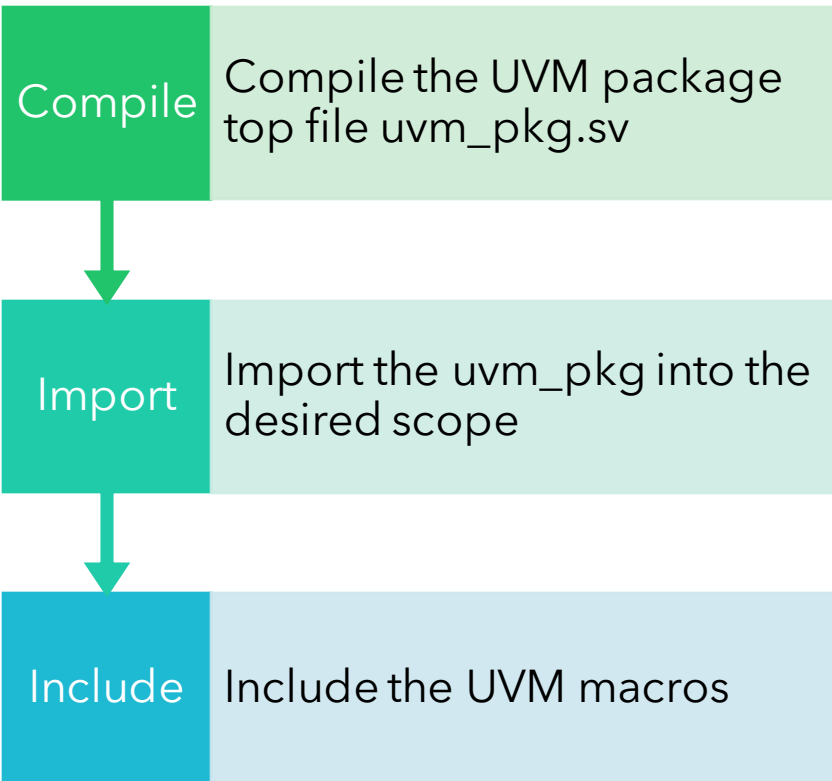 Compile
Compile the UVM package
top file uvm_pkg.sv
Import
Import the uvm_pkg into the
desired scope
Include
Include the UVM macros